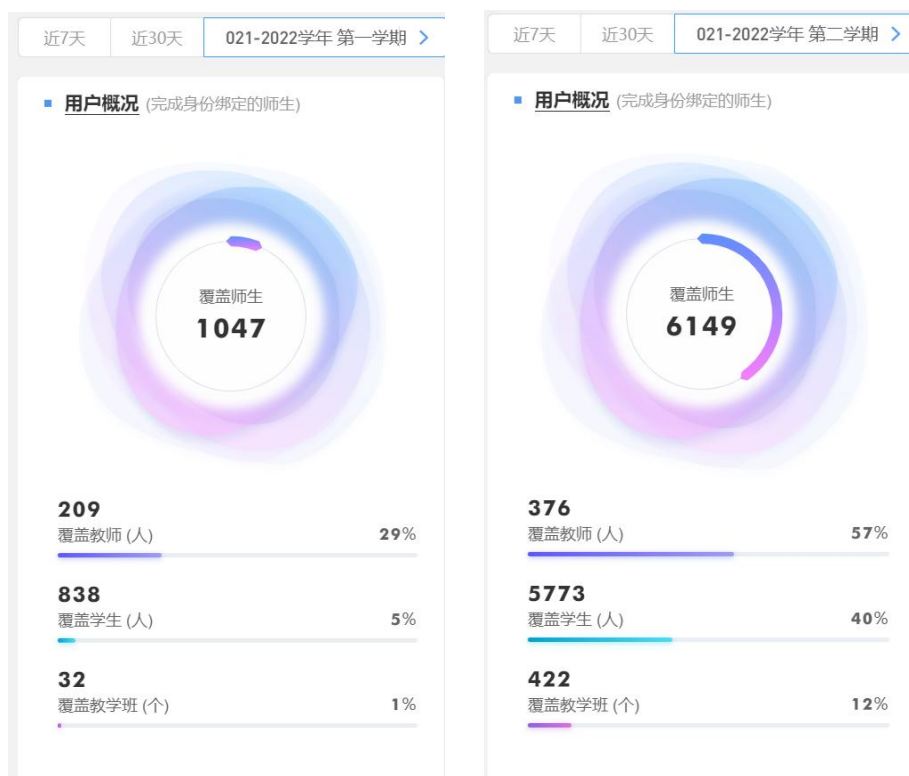 近7天 近30天 021-2022学年 第一学期 >
用户概况 (完成身份绑定的师生)
覆盖师生
1047
209
覆盖教师 (人) 29%
838
覆盖学生 (人) 5%
32
覆盖教学班 (个) 1%
近7天 近30天 021-2022学年 第二学期 >
用户概况 (完成身份绑定的师生)
覆盖师生
6149
376
覆盖教师 (人) 57%
5773
覆盖学生 (人) 40%
422
覆盖教学班 (个) 12%